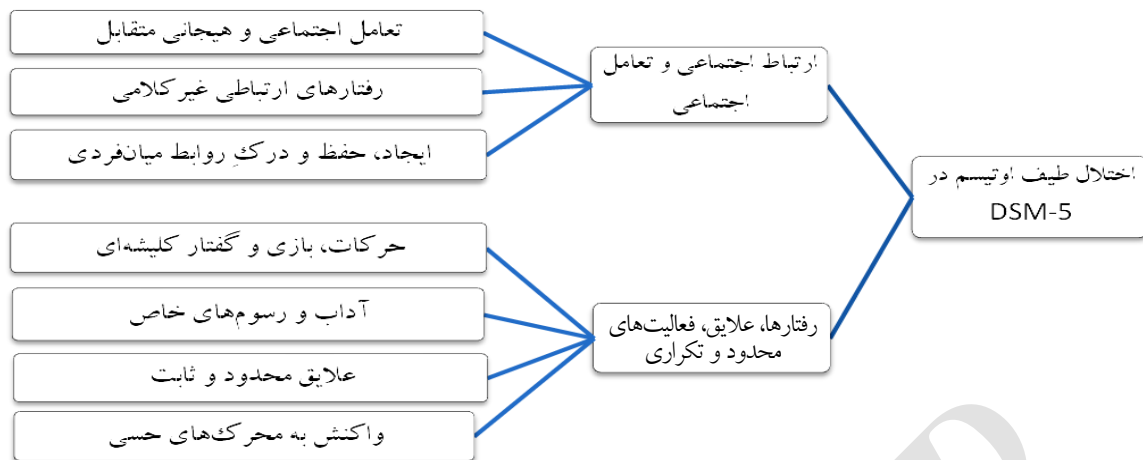 اختلال طیف اوتیسم در
DSM-5
ارتباط اجتماعی و تعامل
اجتماعی
تعامل اجتماعی و هیجانی متقابل
رفتارهای ارتباطی غیرکلامی
ایجاد، حفظ و درکِ روابط میان‌فردی
رفتارها، علایق، فعالیت‌های
محدود و تکراری
حرکات، بازی و گفتار کلیشه‌ای
آداب و رسوم‌های خاص
علایق محدود و ثابت
واکنش به محرک‌های حسی